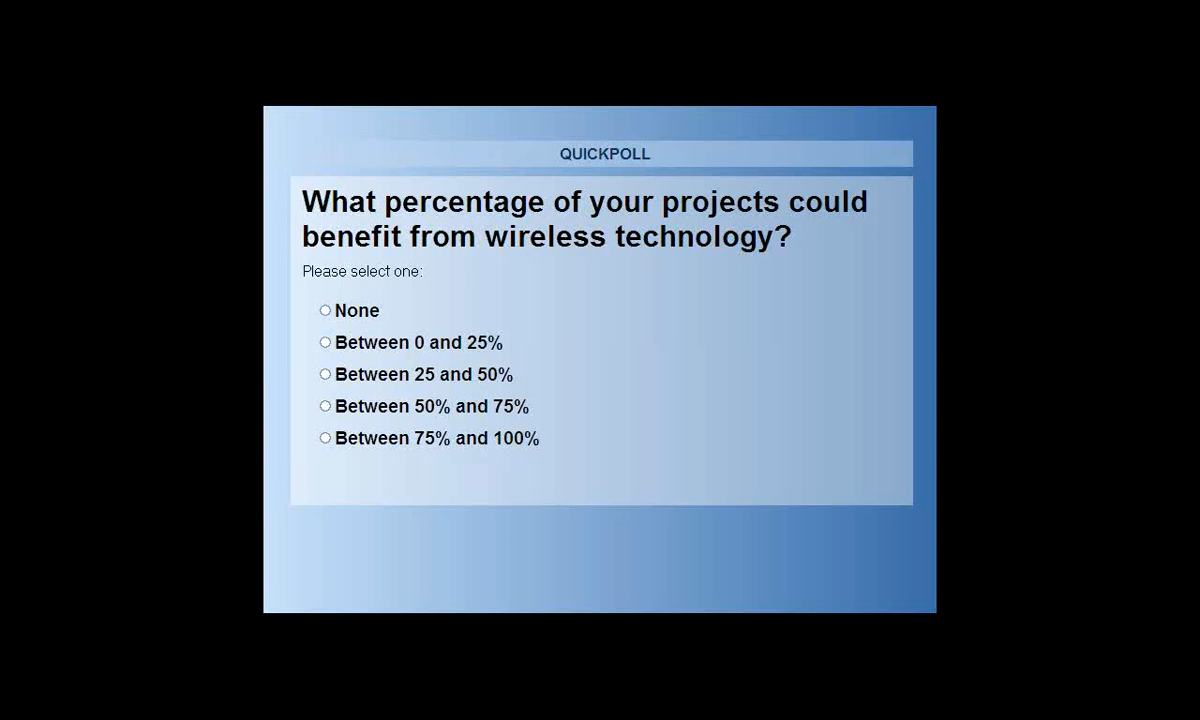 QUICKPOLL
What percentage of your projects could
benefit from wireless technology?
Please select one:
None
Between 0 and 25%
Between 25 and 50%
Between 50% and 75%
Between 75% and 100%